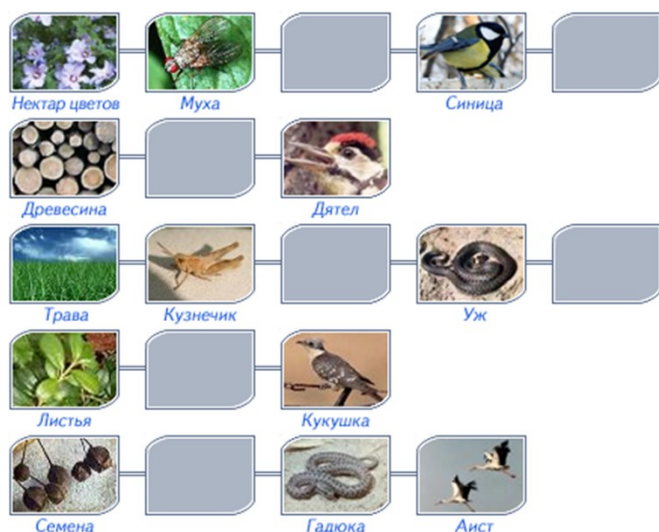 Нектар цветов Муха Синица
Древесина Дятел
Трава Кузнечик Уж
Листья Кукушка
Семена Гадюка Аист